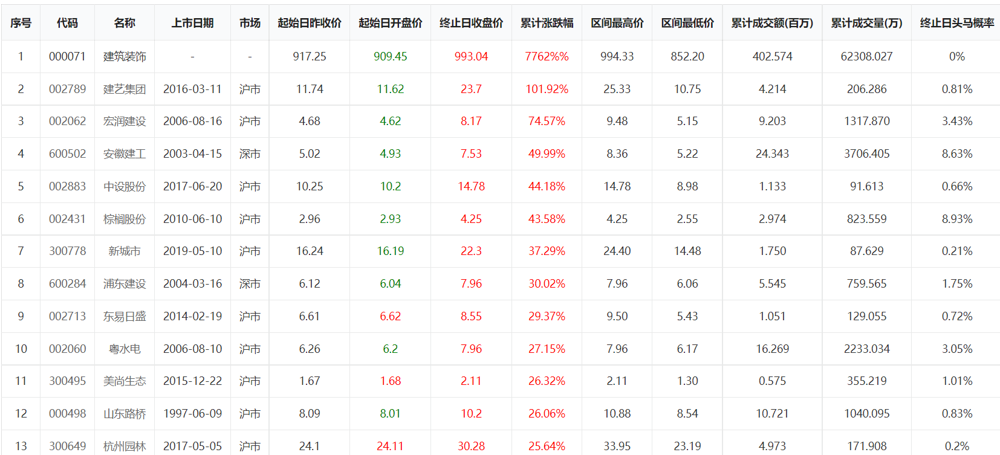 序号 代码 名称 上市日期 市场 起始日昨收价 起始日开盘价 终止日收盘价 累计涨跌幅 区间最高价 区间最低价 累计成交额(百万) 累计成交量(万) 终止日头马概率
1 000071 建筑装饰 - - 917.25 909.45 993.04 7762%% 994.33 852.20 402.574 62308.027 0%
2 002789 建艺集团 2016-03-11 沪市 11.74 11.62 23.7 101.92% 25.33 10.75 4.214 206.286 0.81%
3 002062 宏润建设 2006-08-16 沪市 4.68 4.62 8.17 74.57% 9.48 5.15 9.203 1317.870 3.43%
4 600502 安徽建工 2003-04-15 深市 5.02 4.93 7.53 49.99% 8.36 5.22 24.343 3706.405 8.63%
5 002883 中设股份 2017-06-20 沪市 10.25 10.2 14.78 44.18% 14.78 8.98 1.133 91.613 0.66%
6 002431 棕榈股份 2010-06-10 沪市 2.96 2.93 4.25 43.58% 4.25 2.55 2.974 823.559 8.93%
7 300778 新城市 2019-05-10 沪市 16.24 16.19 22.3 37.29% 24.40 14.48 1.750 87.629 0.21%
8 600284 浦东建设 2004-03-16 深市 6.12 6.04 7.96 30.02% 7.96 6.06 5.545 759.565 1.75%
9 002713 东易日盛 2014-02-19 沪市 6.61 6.62 8.55 29.37% 9.50 5.43 1.051 129.055 0.72%
10 002060 粤水电 2006-08-10 沪市 6.26 6.2 7.96 27.15% 7.96 6.17 16.269 2233.034 3.05%
11 300495 美尚生态 2015-12-22 沪市 1.67 1.68 2.11 26.32% 2.11 1.30 0.575 355.219 1.01%
12 000498 山东路桥 1997-06-09 沪市 8.09 8.01 10.2 26.06% 10.88 8.54 10.721 1040.095 0.83%
13 300649 杭州园林 2017-05-05 沪市 24.1 24.11 30.28 25.64% 33.95 23.19 4.973 171.908 0.2%